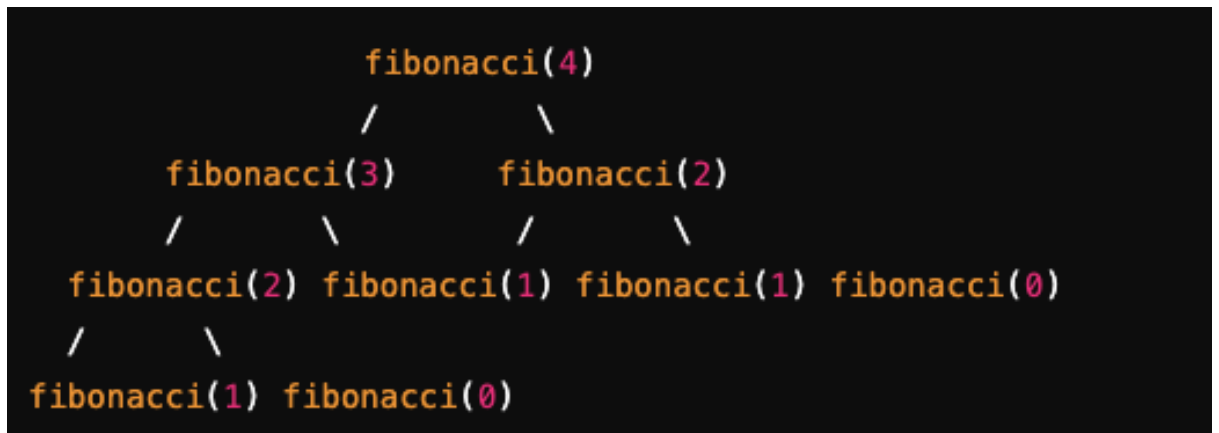 fibonacci(4)
/ \
fibonacci(3) fibonacci(2)
/ \ / \
fibonacci(2) fibonacci(1) fibonacci(1) fibonacci(0)
/ \
fibonacci(1) fibonacci(0)